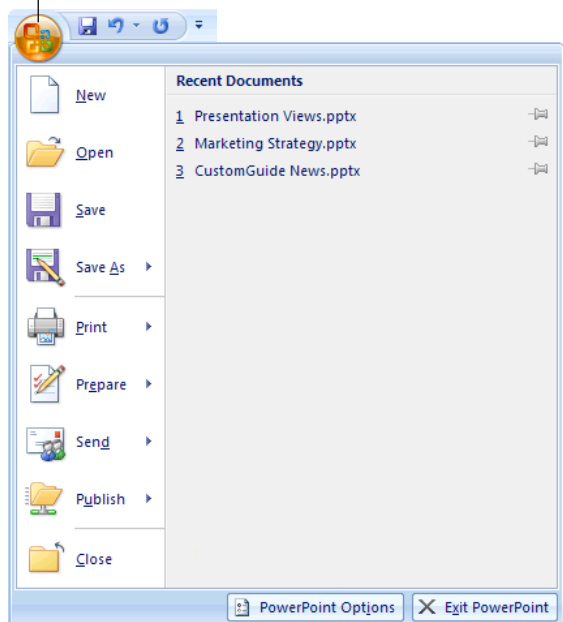 New
Open
Save
Save As
Print
Prepare
Send
Publish
Close
Recent Documents
1 Presentation Views.pptx
2 Marketing Strategy.pptx
3 CustomGuide News.pptx
PowerPoint Options
Exit PowerPoint